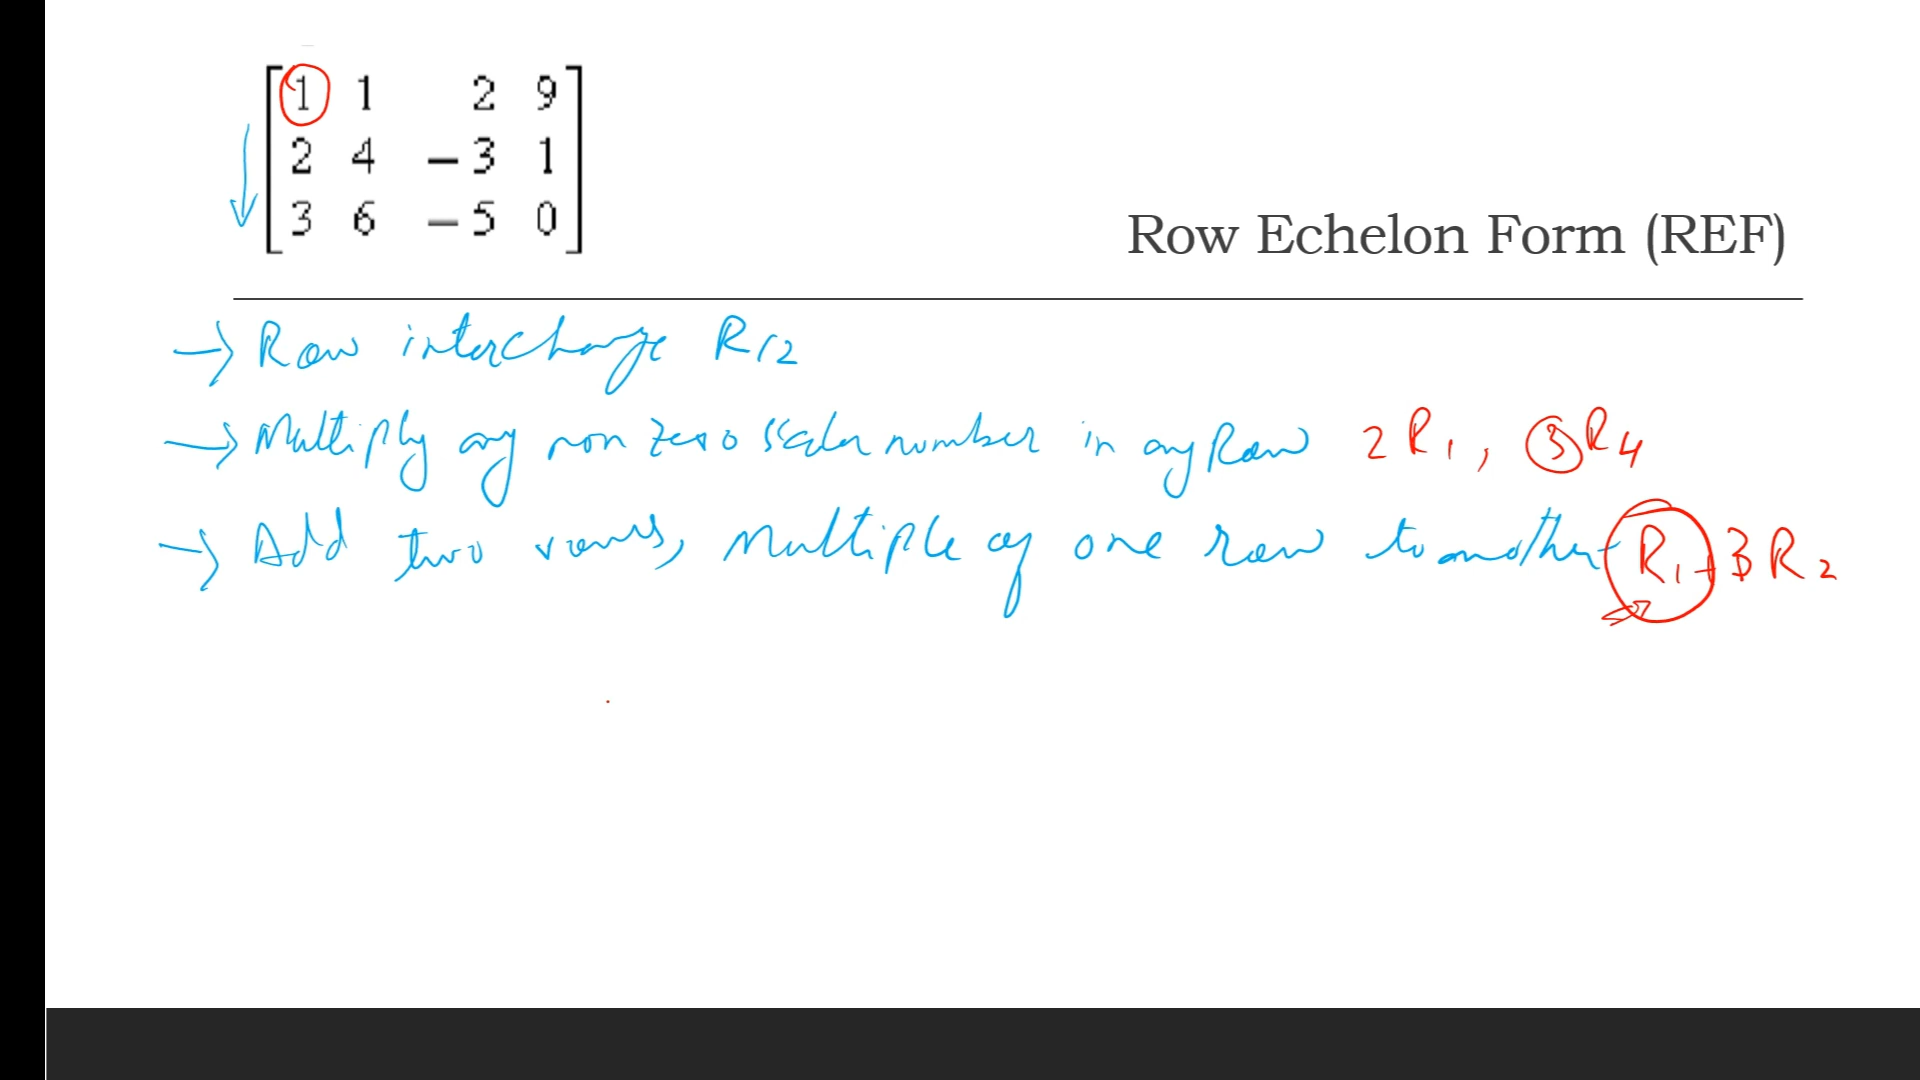 1 1 2 9
2 4 -3 1
3 6 -5 0
Row Echelon Form (REF)
→ Row interchange R12
→ Multiply any non zero scaler number in any Row 2R1, 3R4
→ Add two rows, Multiple of one row to another R1 + 3R2